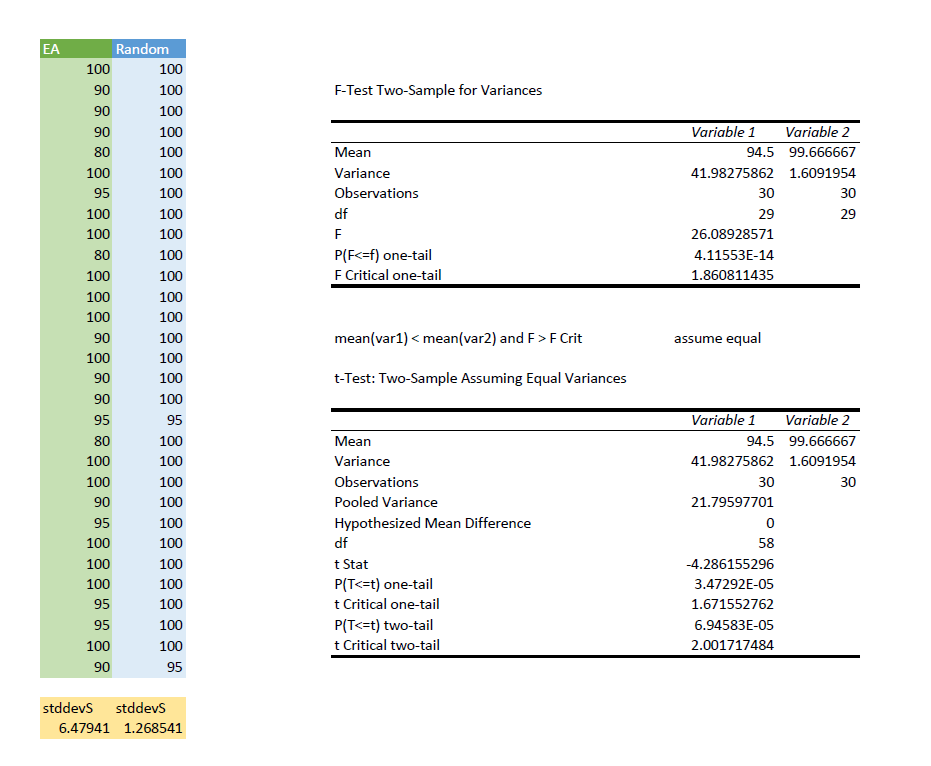 EA Random
100 100
90 100
90 100
90 100
80 100
100 100
95 100
100 100
100 100
80 100
100 100
100 100
100 100
90 100
100 100
90 100
90 100
95 95
80 100
100 100
100 100
90 100
95 100
100 100
100 100
100 100
95 100
95 100
100 100
90 95
stddevS stddevS
6.47941 1.268541
F-Test Two-Sample for Variances
Variable 1 Variable 2
Mean 94.5 99.666667
Variance 41.98275862 1.6091954
Observations 30 30
df 29 29
F 26.08928571
P(F<=f) one-tail 4.11553E-14
F Critical one-tail 1.860811435
mean(var1) < mean(var2) and F > F Crit assume equal
t-Test: Two-Sample Assuming Equal Variances
Variable 1 Variable 2
Mean 94.5 99.666667
Variance 41.98275862 1.6091954
Observations 30 30
Pooled Variance 21.79597701
Hypothesized Mean Difference 0
df 58
t Stat -4.286155296
P(T<=t) one-tail 3.47292E-05
t Critical one-tail 1.671552762
P(T<=t) two-tail 6.94583E-05
t Critical two-tail 2.001717484